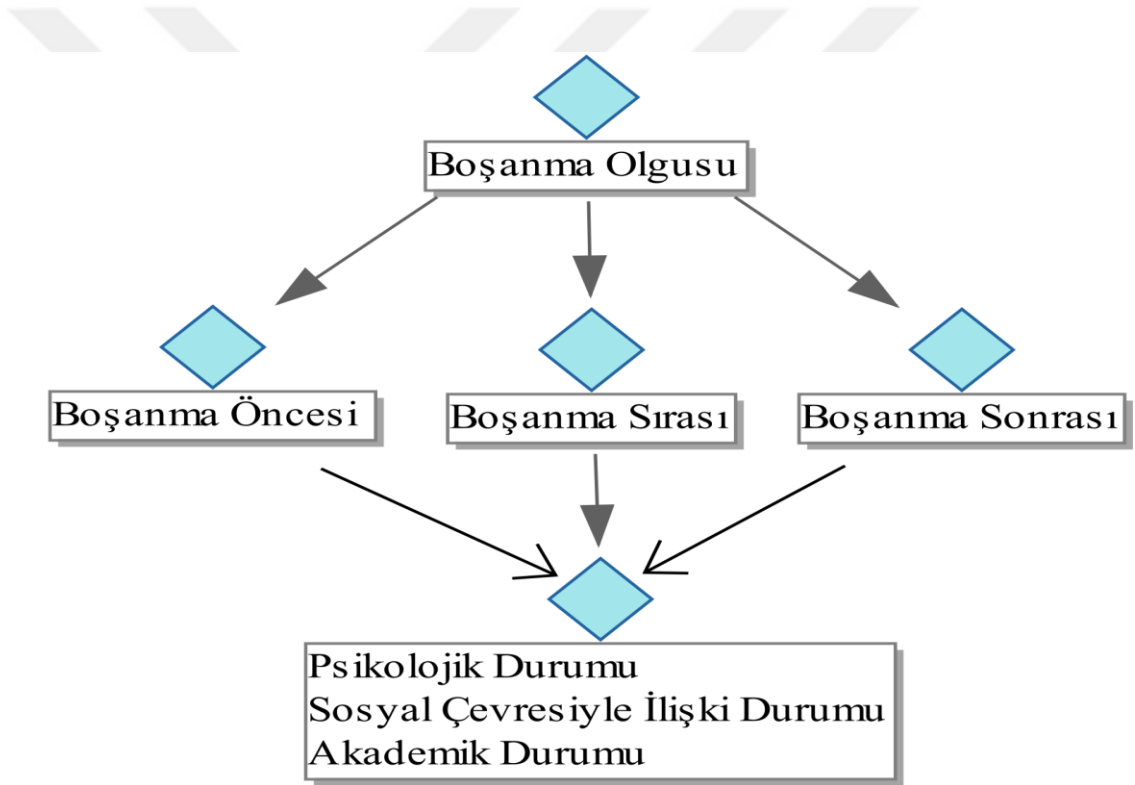 Boşanma Olgusu
Boşanma Öncesi
Boşanma Sırası
Boşanma Sonrası
Psikolojik Durumu
Sosyal Çevresiyle İlişki Durumu
Akademik Durumu